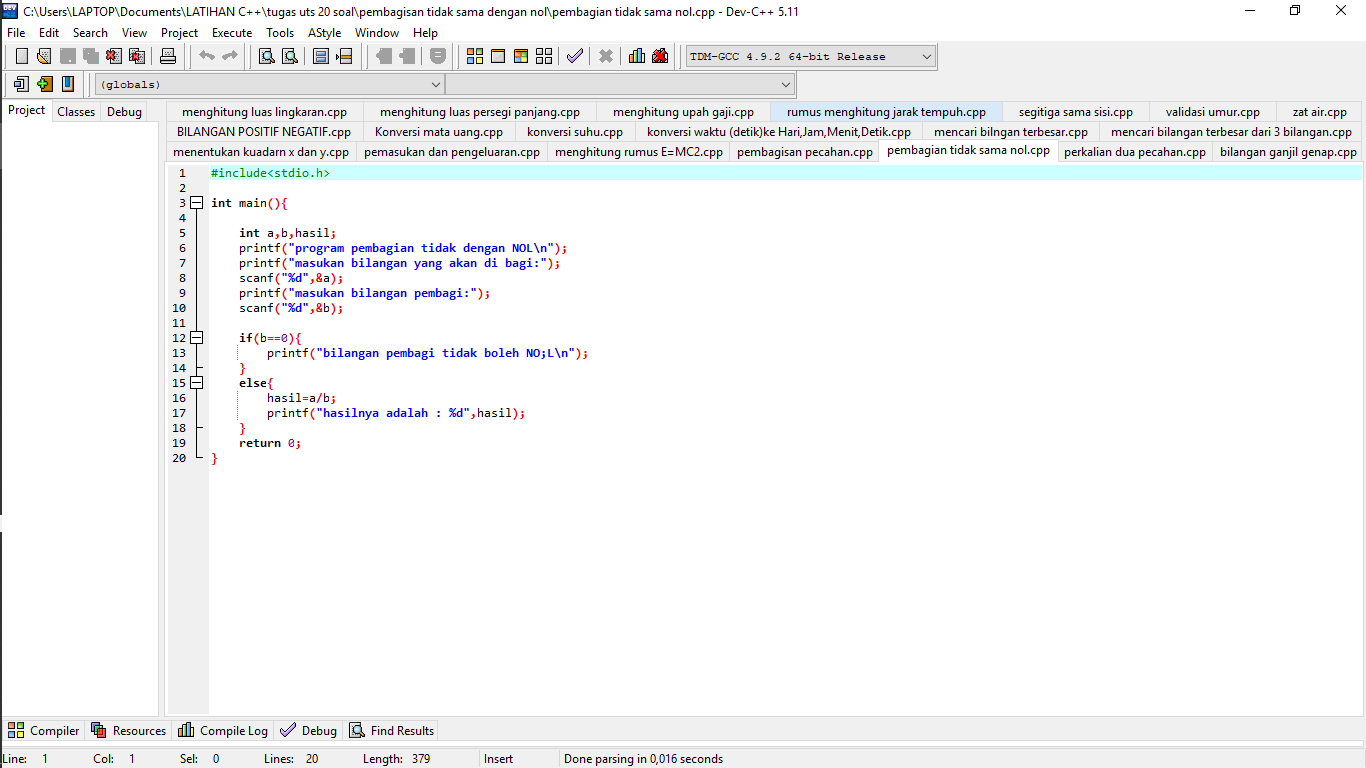 C:\Users\LAPTOP\Documents\LATIHAN C++\tugas uts 20 soal\pembagisan tidak sama dengan nol\pembagian tidak sama nol.cpp - Dev-C++ 5.11
File Edit Search View Project Execute Tools AStyle Window Help
TDM-GCC 4.9.2 64-bit Release
(globals)
Project Classes Debug
menghitung luas lingkaran.cpp menghitung luas persegi panjang.cpp menghitung upah gaji.cpp rumus menghitung jarak tempuh.cpp segitiga sama sisi.cpp validasi umur.cpp zat air.cpp
BILANGAN POSITIF NEGATIF.cpp Konversi mata uang.cpp konversi suhu.cpp konversi waktu (detik)ke Hari,Jam,Menit,Detik.cpp mencari bilngan terbesar.cpp mencari bilangan terbesar dari 3 bilangan.cpp
menentukan kuadarn x dan y.cpp pemasukan dan pengeluaran.cpp menghitung rumus E=MC2.cpp pembagisan pecahan.cpp pembagian tidak sama nol.cpp perkalian dua pecahan.cpp bilangan ganjil genap.cpp
1 #include<stdio.h>
2
3 int main(){
4
5 int a,b,hasil;
6 printf("program pembagian tidak dengan NOL\n");
7 printf("masukan bilangan yang akan di bagi:");
8 scanf("%d",&a);
9 printf("masukan bilangan pembagi:");
10 scanf("%d",&b);
11
12 if(b==0){
13 printf("bilangan pembagi tidak boleh NO;L\n");
14 }
15 else{
16 hasil=a/b;
17 printf("hasilnya adalah : %d",hasil);
18 }
19 return 0;
20 }
Compiler Resources Compile Log Debug Find Results
Line: 1 Col: 1 Sel: 0 Lines: 20 Length: 379 Insert Done parsing in 0,016 seconds